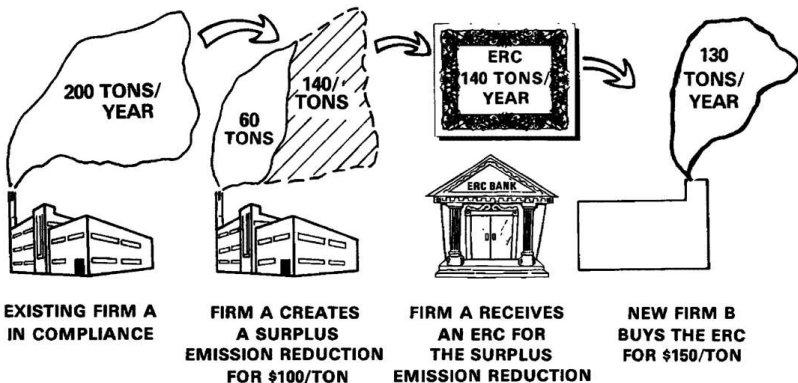 200 TONS/
YEAR
60
TONS
140/
TONS
ERC
140 TONS/
YEAR
130
TONS/
YEAR
ERC BANK
EXISTING FIRM A
IN COMPLIANCE
FIRM A CREATES
A SURPLUS
EMISSION REDUCTION
FOR $100/TON
FIRM A RECEIVES
AN ERC FOR
THE SURPLUS
EMISSION REDUCTION
NEW FIRM B
BUYS THE ERC
FOR $150/TON